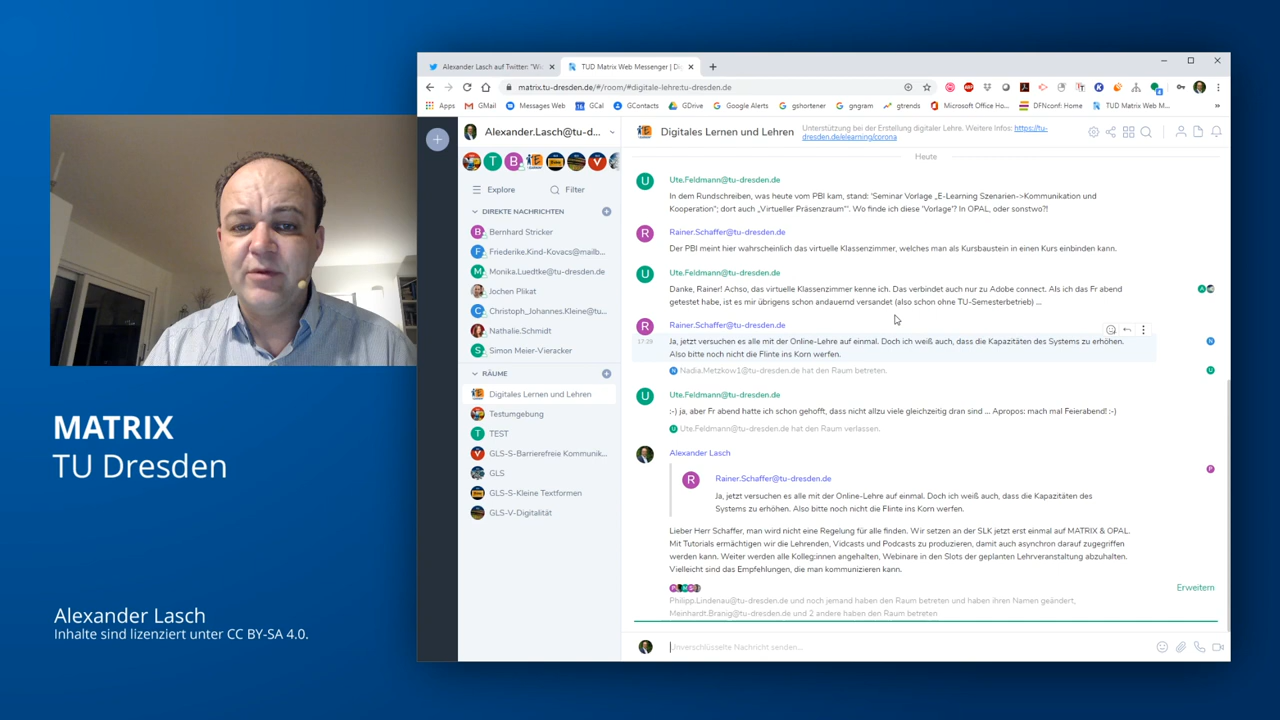 MATRIX
TU Dresden
Alexander Lasch
Inhalte sind lizenziert unter CC BY-SA 4.0.
Alexander Lasch auf Twitter: "Wi
TUD Matrix Web Messenger | Di
matrix.tu-dresden.de/#/room/#digitale-lehre:tu-dresden.de
Apps
GMail
Messages Web
GCal
GContacts
GDrive
Google Alerts
gshortener
gngram
gtrends
Microsoft Office Ho...
DFNconf: Home
TUD Matrix Web M...
Alexander.Lasch@tu-d...
Explore
Filter
DIREKTE NACHRICHTEN
Bernhard Stricker
Friederike.Kind-Kovacs@mailb...
Monika.Luedtke@tu-dresden.de
Jochen Plikat
Christoph_Johannes.Kleine@tu...
Nathalie.Schmidt
Simon Meier-Vieracker
RÄUME
Digitales Lernen und Lehren
Testumgebung
TEST
GLS-S-Barrierefreie Kommunik...
GLS
GLS-S-Kleine Textformen
GLS-V-Digitalität
Digitales Lernen und Lehren
Unterstützung bei der Erstellung digitaler Lehre. Weitere Infos: https://tu-
dresden.de/elearning/corona
Heute
Ute.Feldmann@tu-dresden.de
In dem Rundschreiben, was heute vom PBI kam, stand: 'Seminar Vorlage „E-Learning Szenarien->Kommunikation und
Kooperation"; dort auch „Virtueller Präsenzraum"'. Wo finde ich diese 'Vorlage'? In OPAL, oder sonstwo?!
Rainer.Schaffer@tu-dresden.de
Der PBI meint hier wahrscheinlich das virtuelle Klassenzimmer, welches man als Kursbaustein in einen Kurs einbinden kann.
Ute.Feldmann@tu-dresden.de
Danke, Rainer! Achso, das virtuelle Klassenzimmer kenne ich. Das verbindet auch nur zu Adobe connect. Als ich das Fr abend
getestet habe, ist es mir übrigens schon andauernd versandet (also schon ohne TU-Semesterbetrieb) ...
Rainer.Schaffer@tu-dresden.de
17:29
Ja, jetzt versuchen es alle mit der Online-Lehre auf einmal. Doch ich weiß auch, dass die Kapazitäten des Systems zu erhöhen.
Also bitte noch nicht die Flinte ins Korn werfen.
Nadia.Metzkow1@tu-dresden.de hat den Raum betreten.
Ute.Feldmann@tu-dresden.de
:-) ja, aber Fr abend hatte ich schon gehofft, dass nicht allzu viele gleichzeitig dran sind ... Apropos: mach mal Feierabend! :-)
Ute.Feldmann@tu-dresden.de hat den Raum verlassen.
Alexander Lasch
Rainer.Schaffer@tu-dresden.de
Ja, jetzt versuchen es alle mit der Online-Lehre auf einmal. Doch ich weiß auch, dass die Kapazitäten des
Systems zu erhöhen. Also bitte noch nicht die Flinte ins Korn werfen.
Lieber Herr Schaffer, man wird nicht eine Regelung für alle finden. Wir setzen an der SLK jetzt erst einmal auf MATRIX & OPAL.
Mit Tutorials ermächtigen wir die Lehrenden, Vidcasts und Podcasts zu produzieren, damit auch asynchron darauf zugegriffen
werden kann. Weiter werden alle Kolleg:innen angehalten, Webinare in den Slots der geplanten Lehrveranstaltung abzuhalten.
Vielleicht sind das Empfehlungen, die man kommunizieren kann.
Erweitern
Philipp.Lindenau@tu-dresden.de und noch jemand haben den Raum betreten und haben ihren Namen geändert,
Meinhardt.Branig@tu-dresden.de und 2 andere haben den Raum betreten
Unverschlüsselte Nachricht senden...